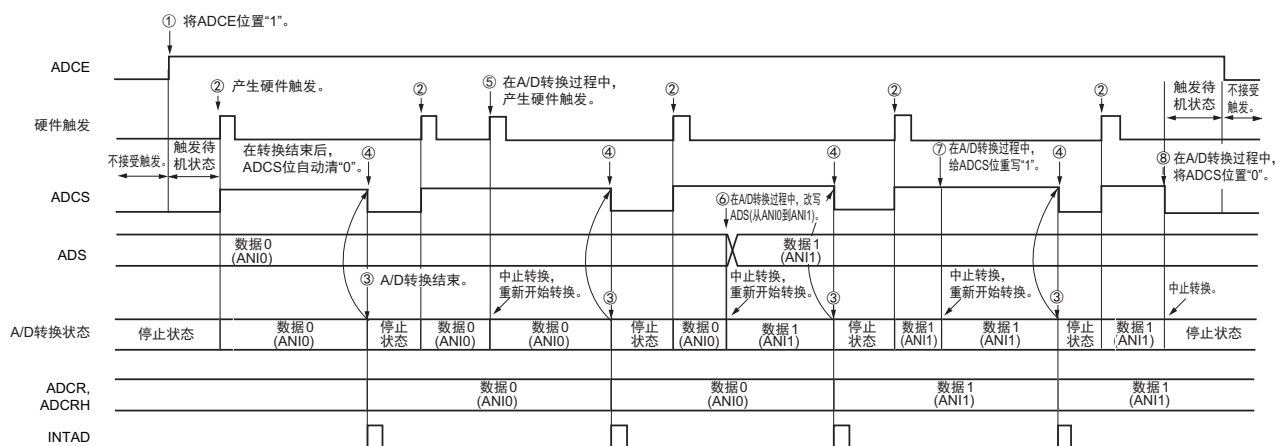 ① 将ADCE位置“1”。
ADCE
② 产生硬件触发。
②
⑤ 在A/D转换过程中，
产生硬件触发。
②
②
②
触发待
机状态
不接受
触发。
硬件触发
不接受触发。
触发待
机状态
在转换结束后，
ADCS位自动清“0”。
④
④
④
⑦ 在A/D转换过程中，
给ADCS位重写“1”。
④
⑧ 在A/D转换过程中，
将ADCS位置“0”。
ADCS
⑥ 在A/D转换过程中，改写
ADS(从ANI0到ANI1)。
ADS
数据0
(ANI0)
数据1
(ANI1)
③ A/D转换结束。
中止转换，
重新开始转换。
③
中止转换，
重新开始转换。
③
中止转换，
重新开始转换。
③
中止转换。
A/D转换状态
停止状态
数据0
(ANI0)
停止
状态
数据0
(ANI0)
数据0
(ANI0)
停止
状态
数据0
(ANI0)
数据1
(ANI1)
停止
状态
数据1
(ANI1)
数据1
(ANI1)
停止
状态
数据1
(ANI1)
停止状态
ADCR,
ADCRH
数据0
(ANI0)
数据0
(ANI0)
数据1
(ANI1)
数据1
(ANI1)
INTAD